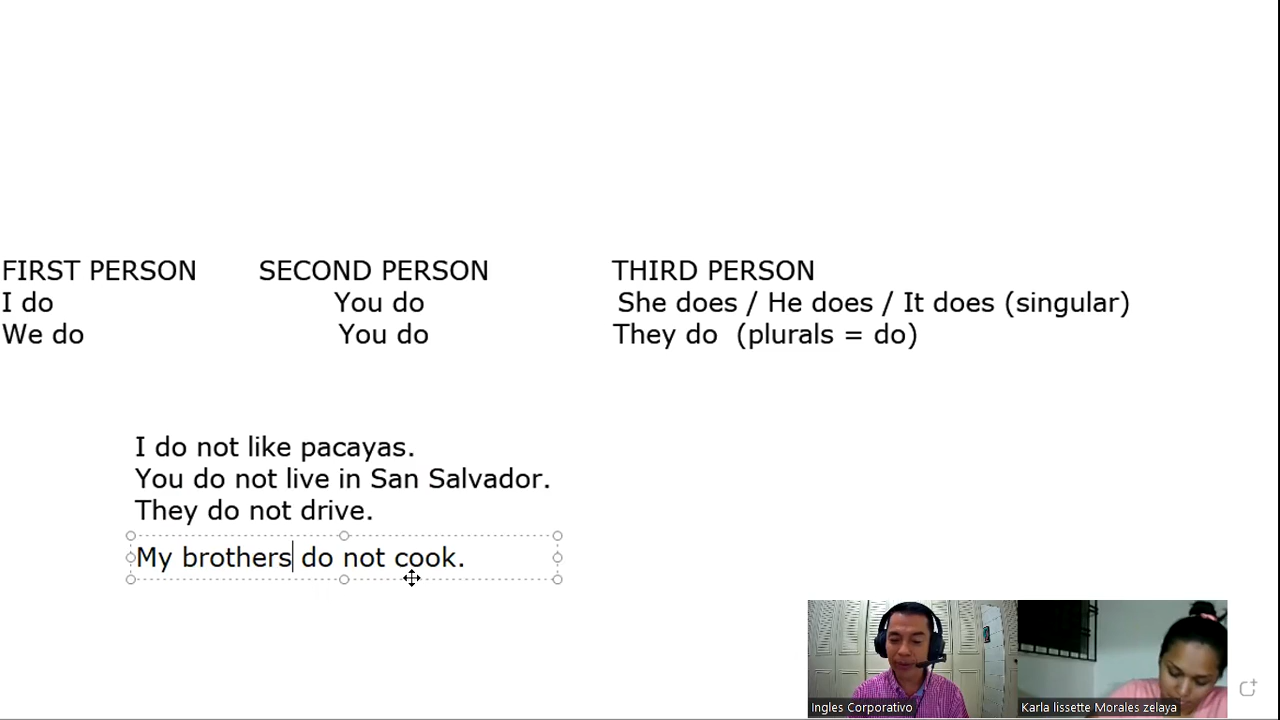 FIRST PERSON SECOND PERSON THIRD PERSON
I do You do She does / He does / It does (singular)
We do You do They do (plurals = do)
I do not like pacayas.
You do not live in San Salvador.
They do not drive.
My brothers do not cook.
Ingles Corporativo Karla lissette Morales zelaya